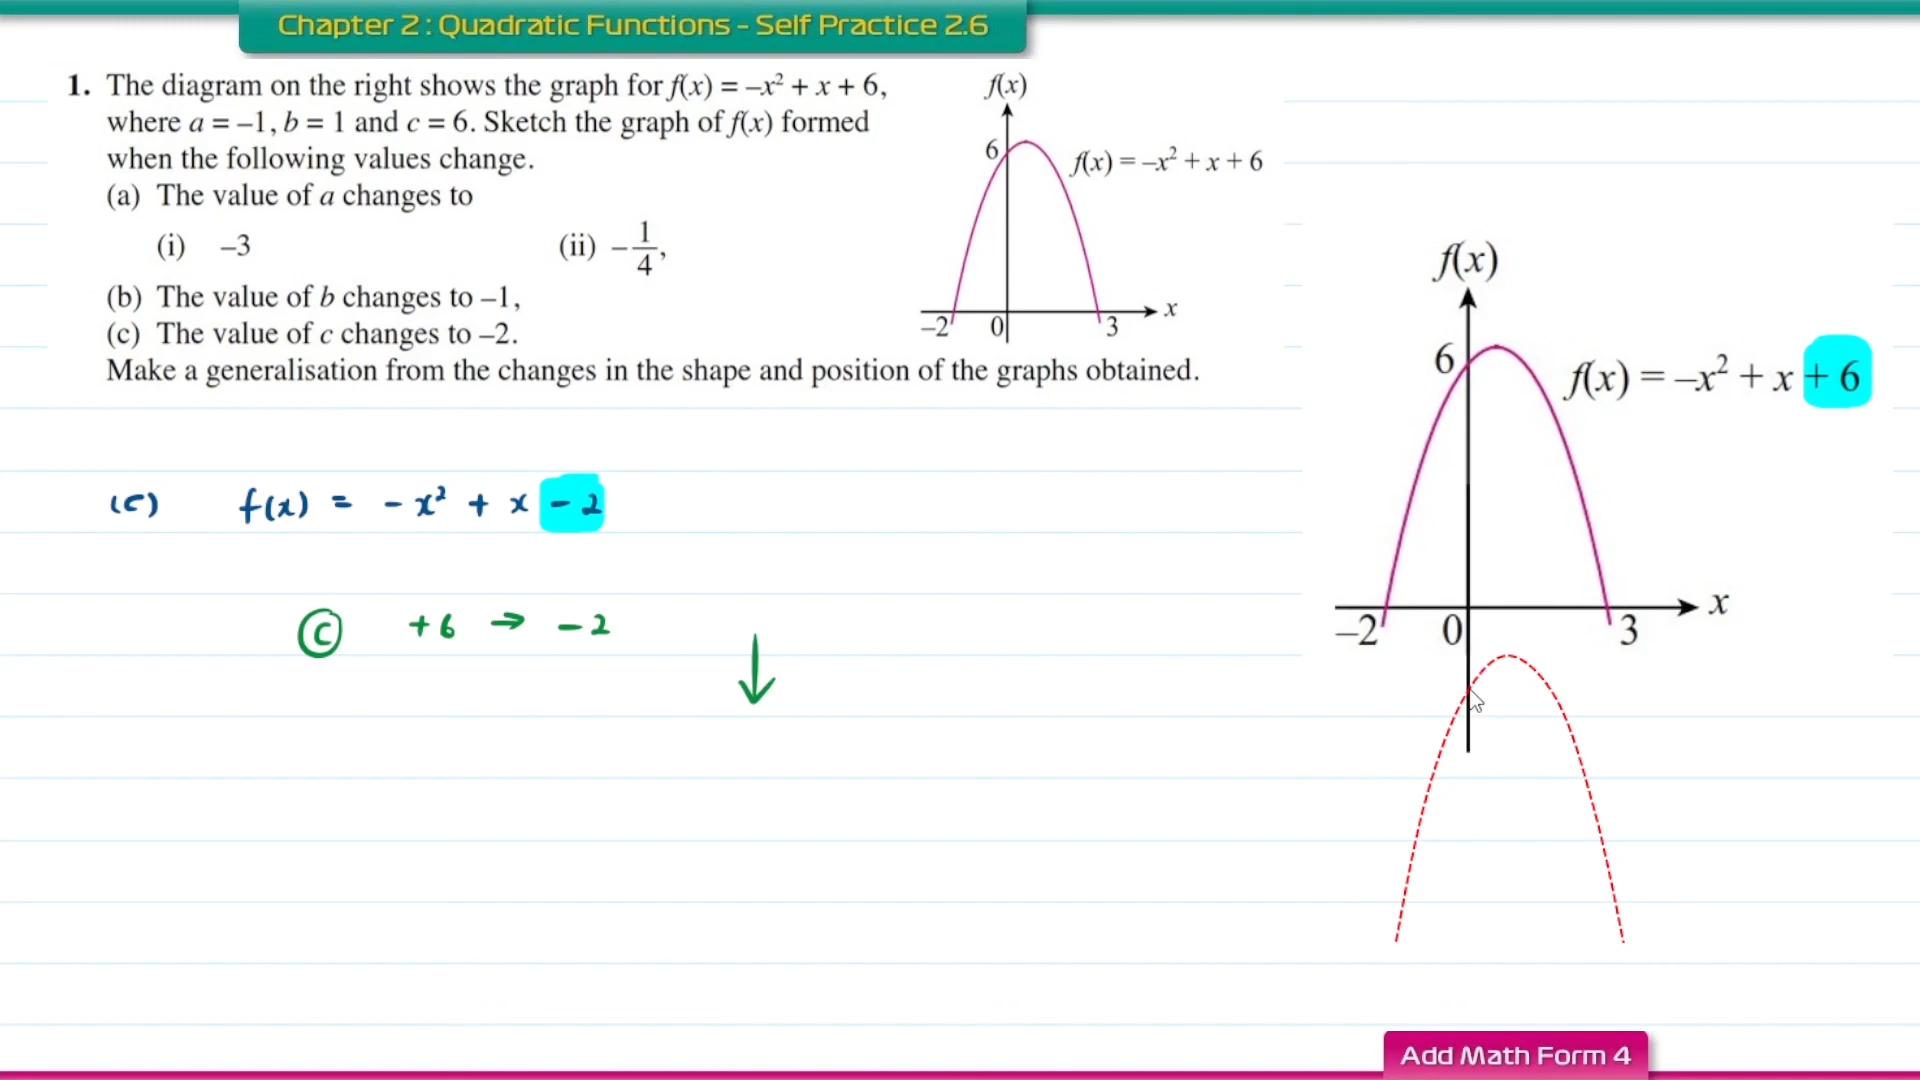 Chapter 2 : Quadratic Functions - Self Practice 2.6
1. The diagram on the right shows the graph for f(x) = –x² + x + 6,
where a = –1, b = 1 and c = 6. Sketch the graph of f(x) formed
when the following values change.
(a) The value of a changes to
(i) –3 (ii) –1/4,
(b) The value of b changes to –1,
(c) The value of c changes to –2.
Make a generalisation from the changes in the shape and position of the graphs obtained.
f(x)
6
f(x) = –x² + x + 6
–2 0 3 x
f(x)
6
f(x) = –x² + x + 6
–2 0 3 x
(c) f(x) = - x² + x - 2
c +6 → - 2 ↓
Add Math Form 4